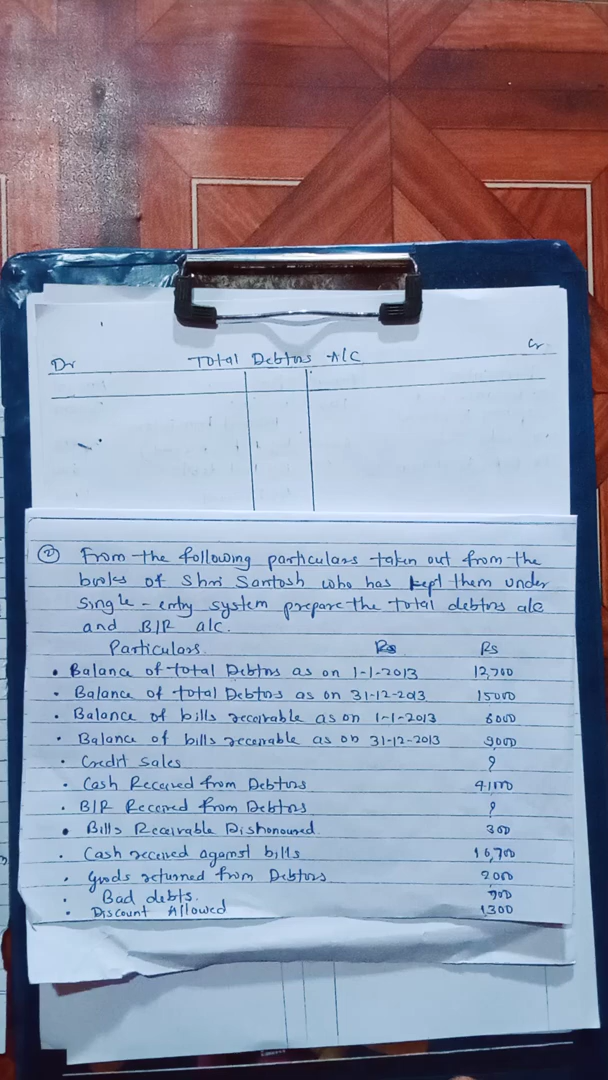 Dr Total Debtors A/C Cr
② From the following particulars taken out from the
books of Shri Santosh who has kept them under
single-entry system prepare the total debtors a/c
and B/R a/c.
Particulars. Rs Rs
• Balance of total Debtors as on 1-1-2013 12,700
• Balance of total Debtors as on 31-12-2013 15000
• Balance of bills receivable as on 1-1-2013 6000
• Balance of bills receivable as on 31-12-2013 9000
• Credit Sales ?
• Cash Received from Debtors
• B/R Received from Debtors ?
• Bills Receivable Dishonoured. 300
• Cash received against bills 16,700
• Goods returned from Debtors 2000
• Bad debts.
• Discount Allowed 1300